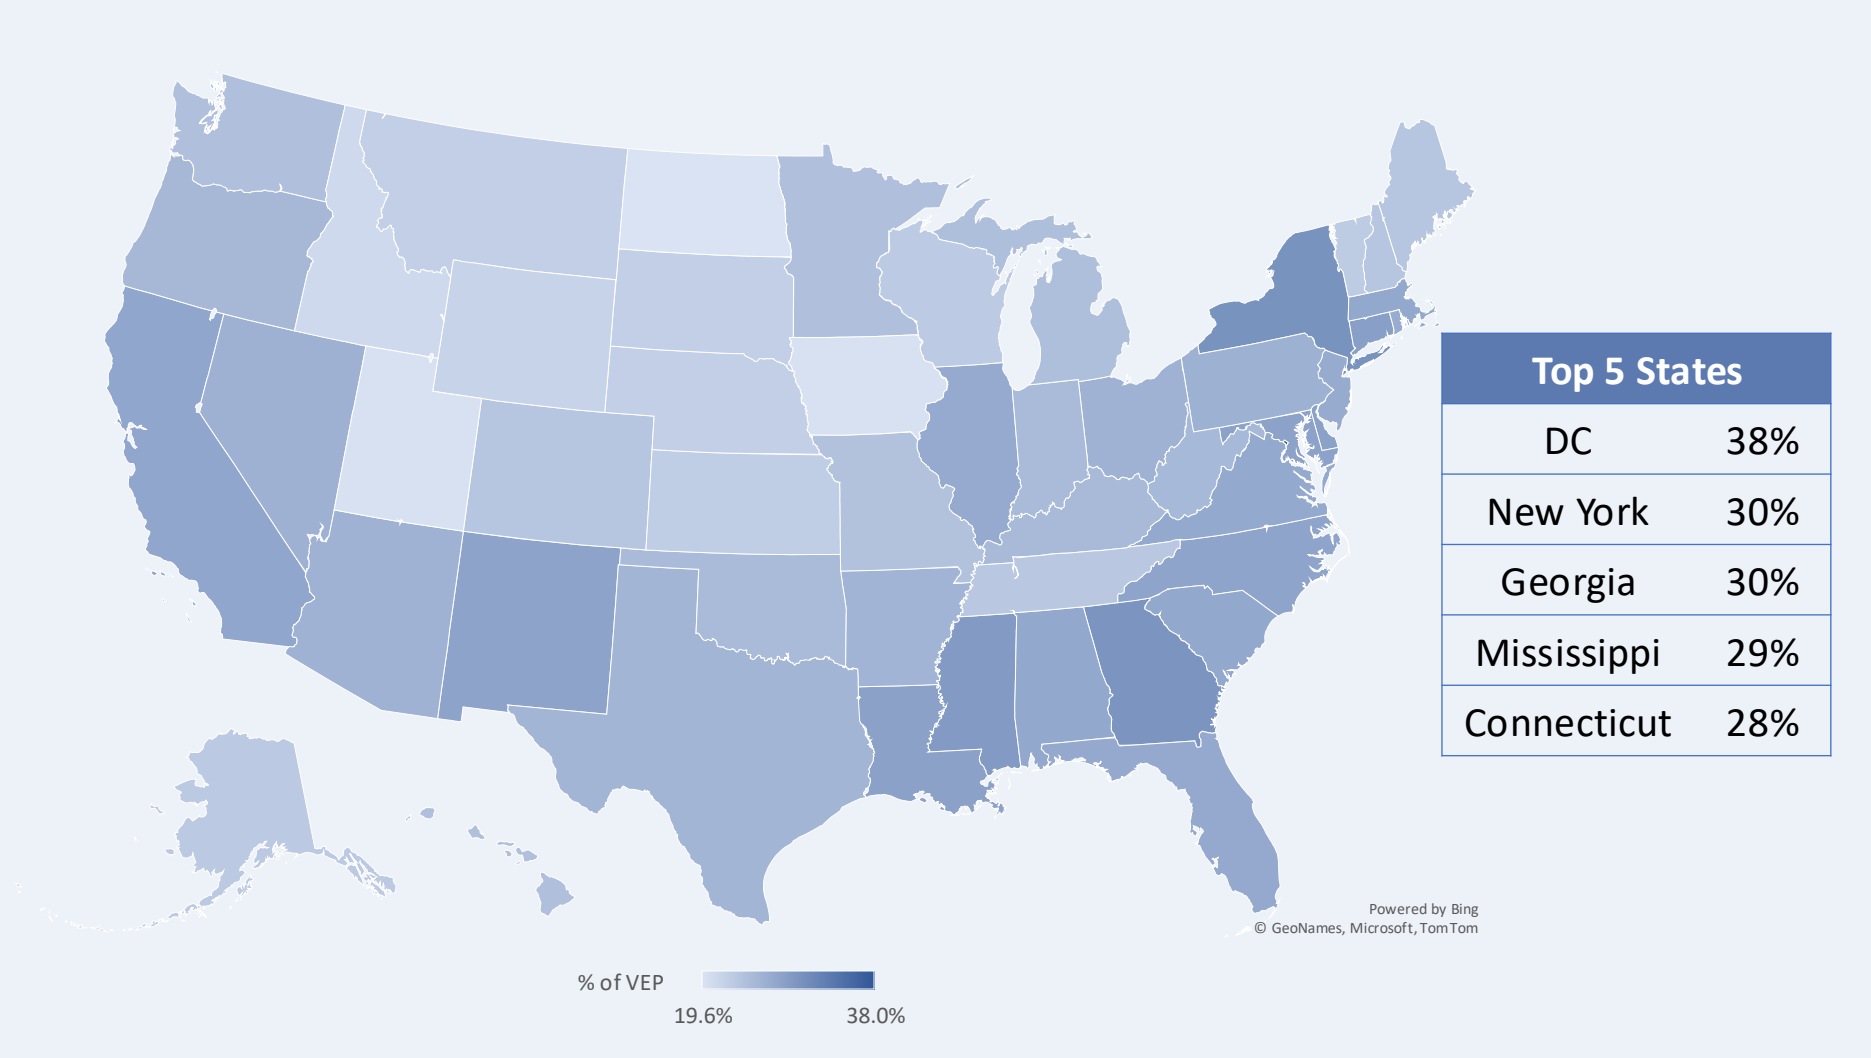 Top 5 States
DC 38%
New York 30%
Georgia 30%
Mississippi 29%
Connecticut 28%
Powered by Bing
© GeoNames, Microsoft, TomTom
% of VEP
19.6% 38.0%